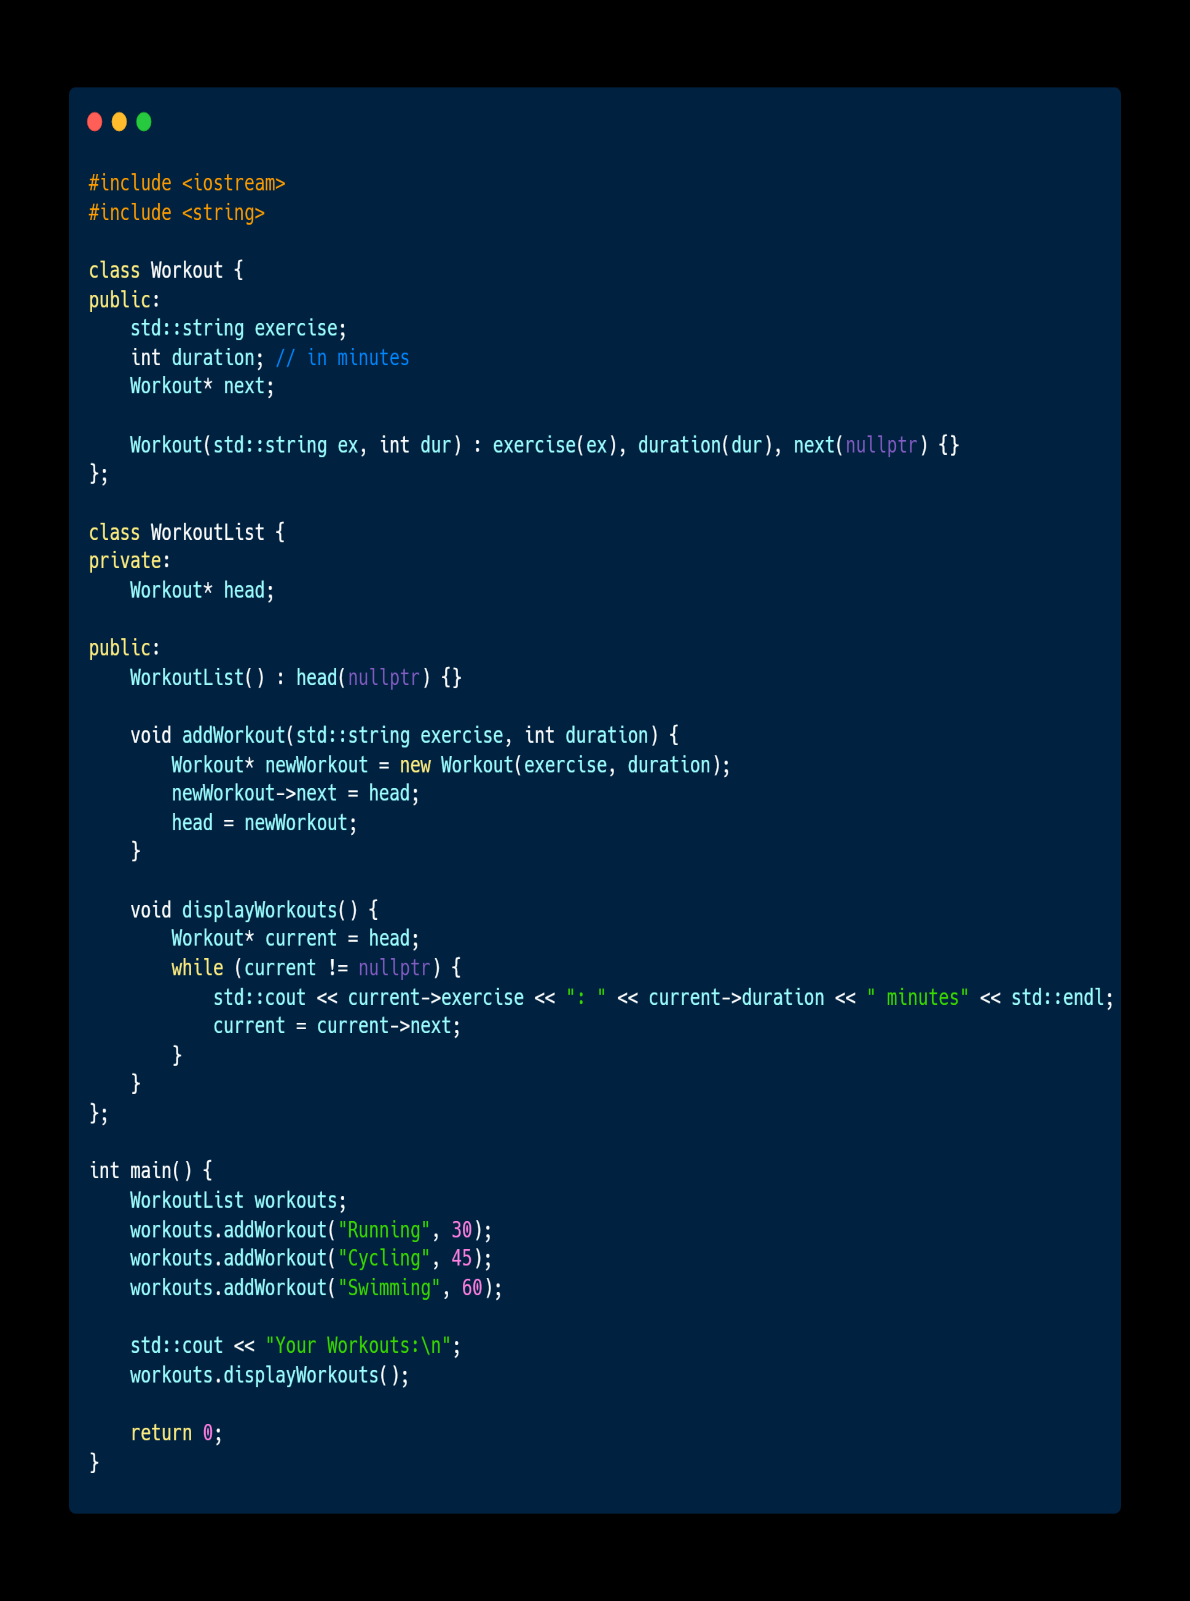 #include <iostream>
#include <string>

class Workout {
public:
    std::string exercise;
    int duration; // in minutes
    Workout* next;

    Workout(std::string ex, int dur) : exercise(ex), duration(dur), next(nullptr) {}
};

class WorkoutList {
private:
    Workout* head;

public:
    WorkoutList() : head(nullptr) {}

    void addWorkout(std::string exercise, int duration) {
        Workout* newWorkout = new Workout(exercise, duration);
        newWorkout->next = head;
        head = newWorkout;
    }

    void displayWorkouts() {
        Workout* current = head;
        while (current != nullptr) {
            std::cout << current->exercise << ": " << current->duration << " minutes" << std::endl;
            current = current->next;
        }
    }
};

int main() {
    WorkoutList workouts;
    workouts.addWorkout("Running", 30);
    workouts.addWorkout("Cycling", 45);
    workouts.addWorkout("Swimming", 60);

    std::cout << "Your Workouts:\n";
    workouts.displayWorkouts();

    return 0;
}